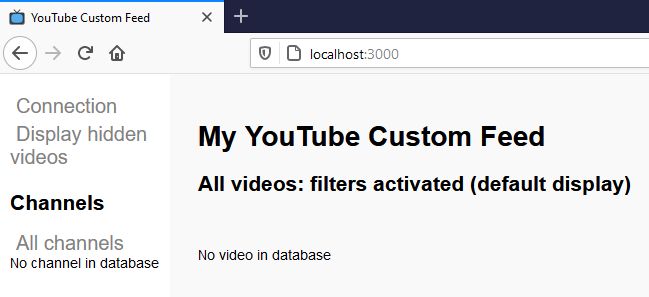 YouTube Custom Feed
localhost:3000
Connection
Display hidden
videos
Channels
All channels
No channel in database
My YouTube Custom Feed
All videos: filters activated (default display)
No video in database